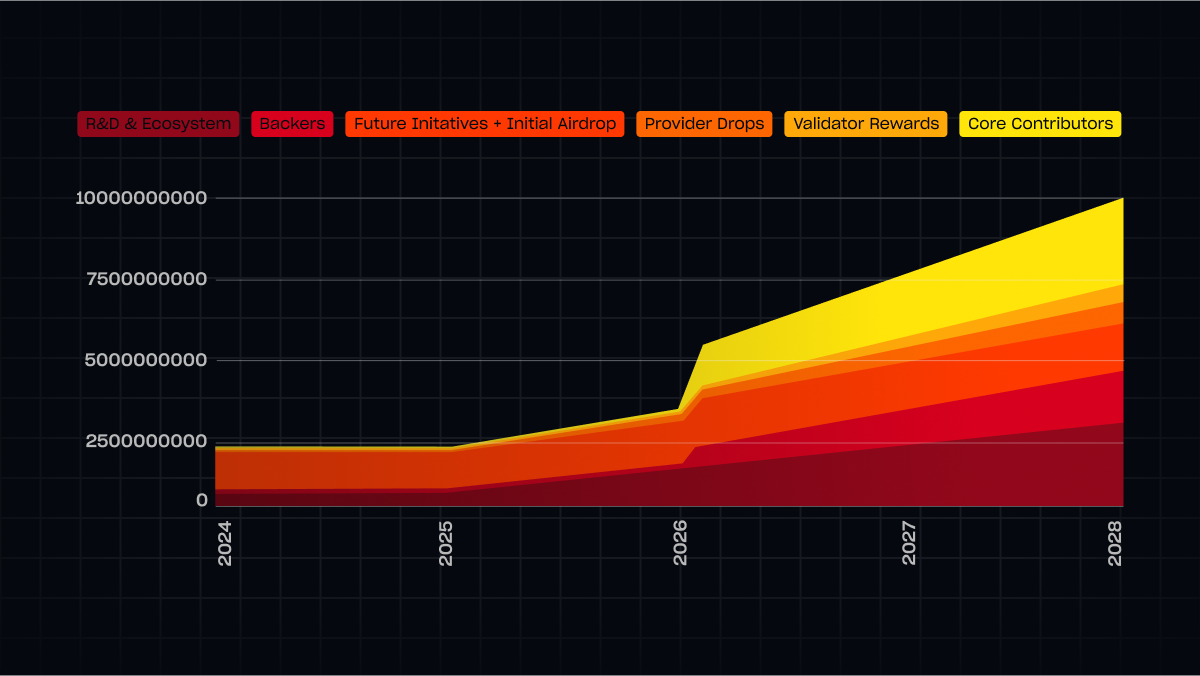 R&D & Ecosystem Backers Future Initatives + Initial Airdrop Provider Drops Validator Rewards Core Contributors
10000000000
7500000000
5000000000
2500000000
0
2024 2025 2026 2027 2028